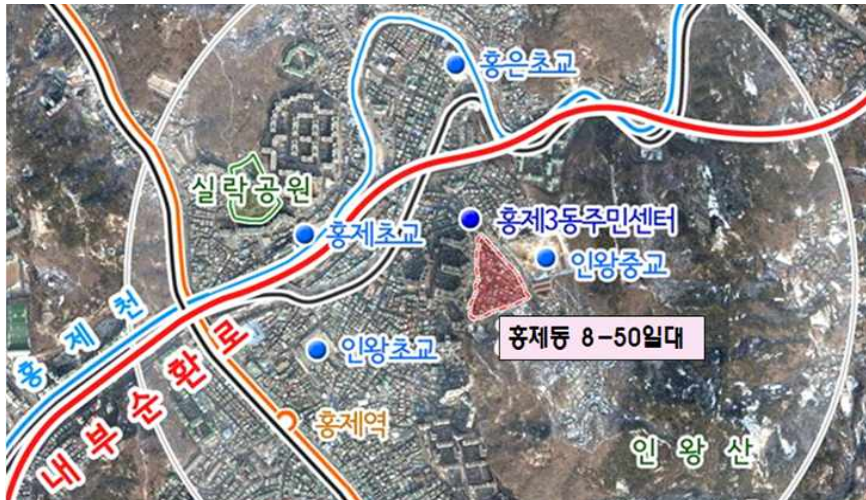 홍은초교
실락공원
홍제초교
홍제3동주민센터
인왕중교
홍제천
내부순환로
인왕초교
홍제동 8-50일대
홍제역
인왕산